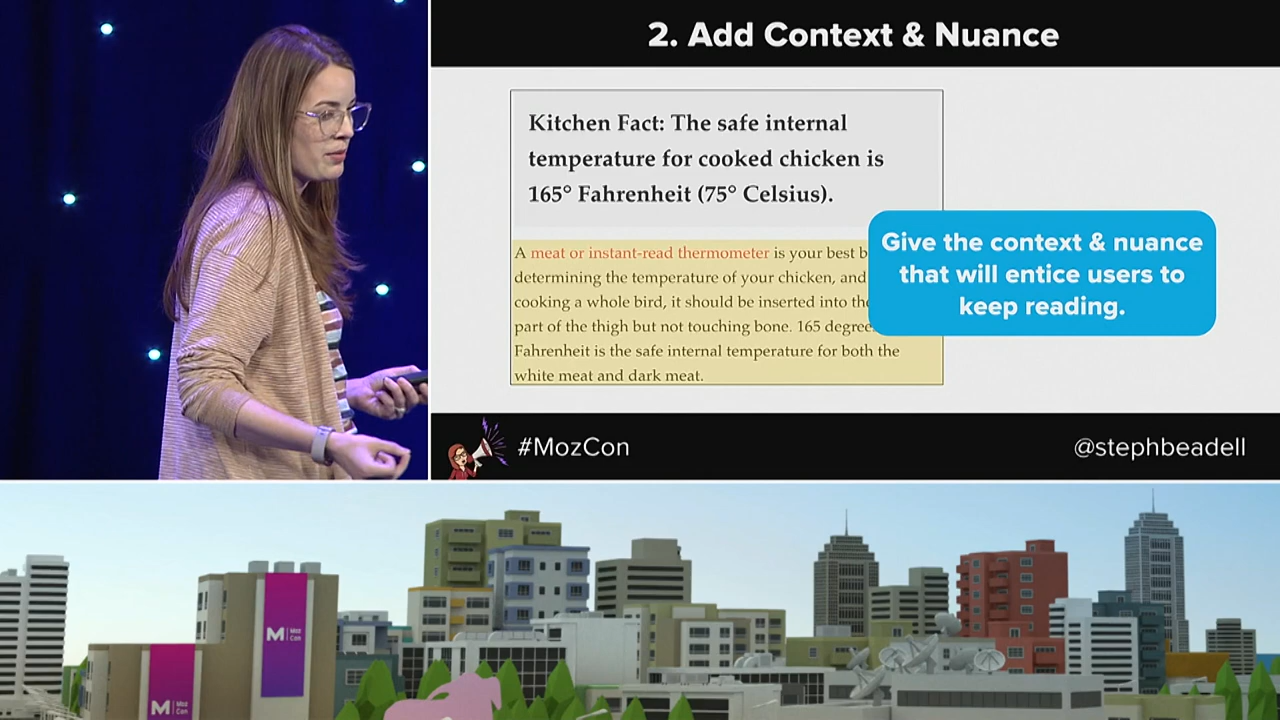 2. Add Context & Nuance
Kitchen Fact: The safe internal
temperature for cooked chicken is
165° Fahrenheit (75° Celsius).
A meat or instant-read thermometer is your best
determining the temperature of your chicken, and
cooking a whole bird, it should be inserted into
part of the thigh but not touching bone. 165
Fahrenheit is the safe internal temperature for both the
white meat and dark meat.
Give the context & nuance
that will entice users to
keep reading.
#MozCon
@stephbeadell
M Moz
Con
M Moz
Con